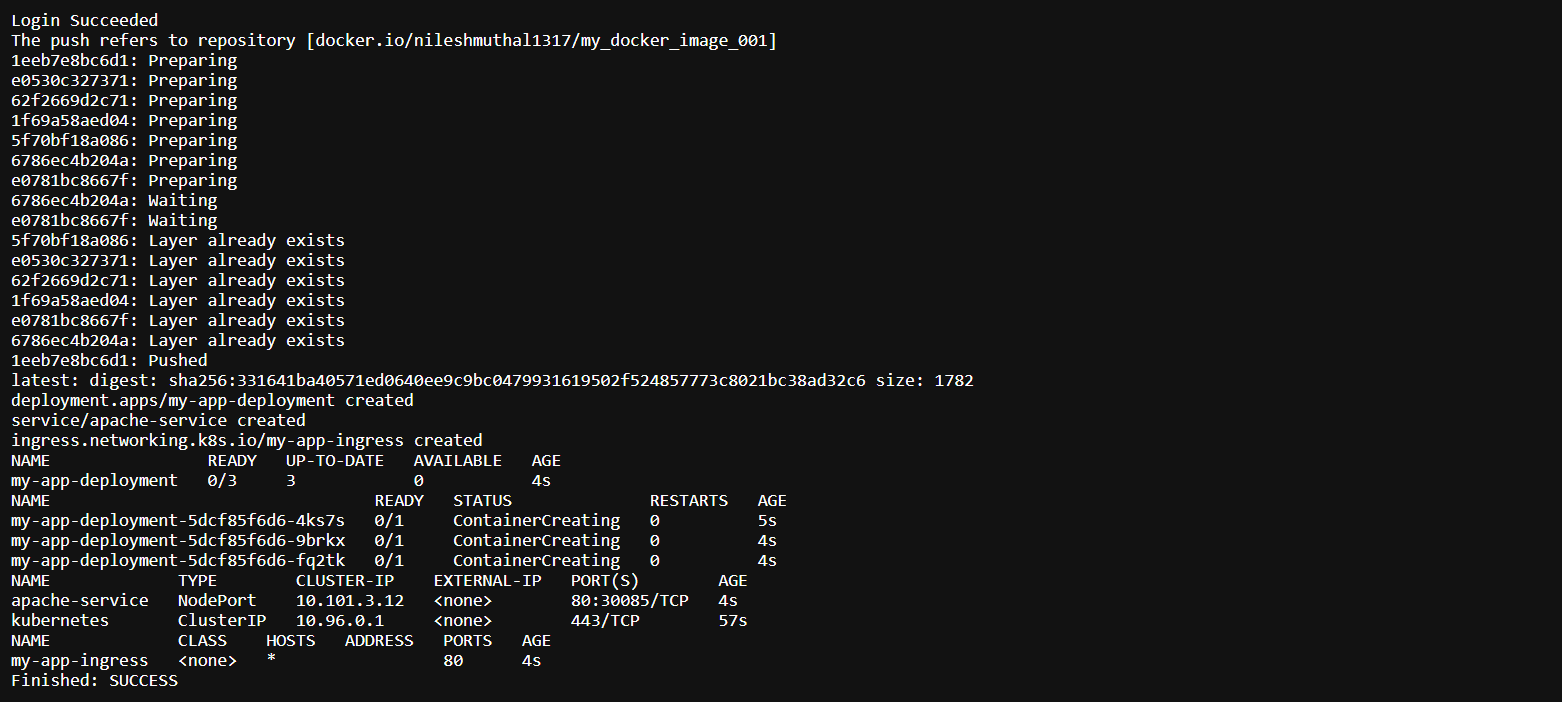 Login Succeeded
The push refers to repository [docker.io/nileshmuthal1317/my_docker_image_001]
1eeb7e8bc6d1: Preparing
e0530c327371: Preparing
62f2669d2c71: Preparing
1f69a58aed04: Preparing
5f70bf18a086: Preparing
6786ec4b204a: Preparing
e0781bc8667f: Preparing
6786ec4b204a: Waiting
e0781bc8667f: Waiting
5f70bf18a086: Layer already exists
e0530c327371: Layer already exists
62f2669d2c71: Layer already exists
1f69a58aed04: Layer already exists
e0781bc8667f: Layer already exists
6786ec4b204a: Layer already exists
1eeb7e8bc6d1: Pushed
latest: digest: sha256:331641ba40571ed0640ee9c9bc0479931619502f524857773c8021bc38ad32c6 size: 1782
deployment.apps/my-app-deployment created
service/apache-service created
ingress.networking.k8s.io/my-app-ingress created
NAME                READY   UP-TO-DATE   AVAILABLE   AGE
my-app-deployment   0/3     3            0           4s
NAME                                 READY   STATUS              RESTARTS   AGE
my-app-deployment-5dcf85f6d6-4ks7s   0/1     ContainerCreating   0          5s
my-app-deployment-5dcf85f6d6-9brkx   0/1     ContainerCreating   0          4s
my-app-deployment-5dcf85f6d6-fq2tk   0/1     ContainerCreating   0          4s
NAME             TYPE        CLUSTER-IP    EXTERNAL-IP   PORT(S)        AGE
apache-service   NodePort    10.101.3.12   <none>        80:30085/TCP   4s
kubernetes       ClusterIP   10.96.0.1     <none>        443/TCP        57s
NAME             CLASS    HOSTS   ADDRESS   PORTS   AGE
my-app-ingress   <none>   *                 80      4s
Finished: SUCCESS